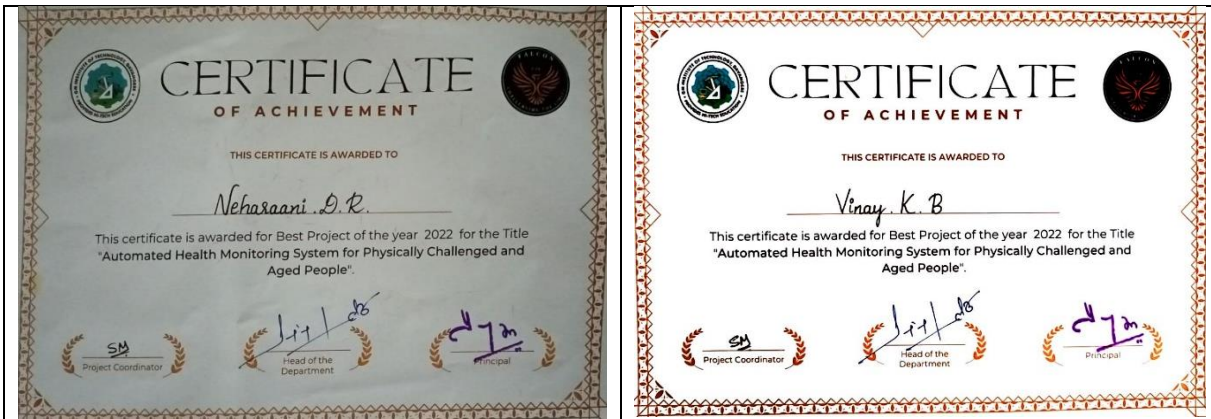 CERTIFICATE
OF ACHIEVEMENT
THIS CERTIFICATE IS AWARDED TO
Neharaani .D.R.
This certificate is awarded for Best Project of the year 2022 for the Title
"Automated Health Monitoring System for Physically Challenged and
Aged People".
SM
Project Coordinator
Head of the
Department
Principal
CERTIFICATE
OF ACHIEVEMENT
THIS CERTIFICATE IS AWARDED TO
Vinay. K. B
This certificate is awarded for Best Project of the year 2022 for the Title
"Automated Health Monitoring System for Physically Challenged and
Aged People".
SM
Project Coordinator
Head of the
Department
Principal